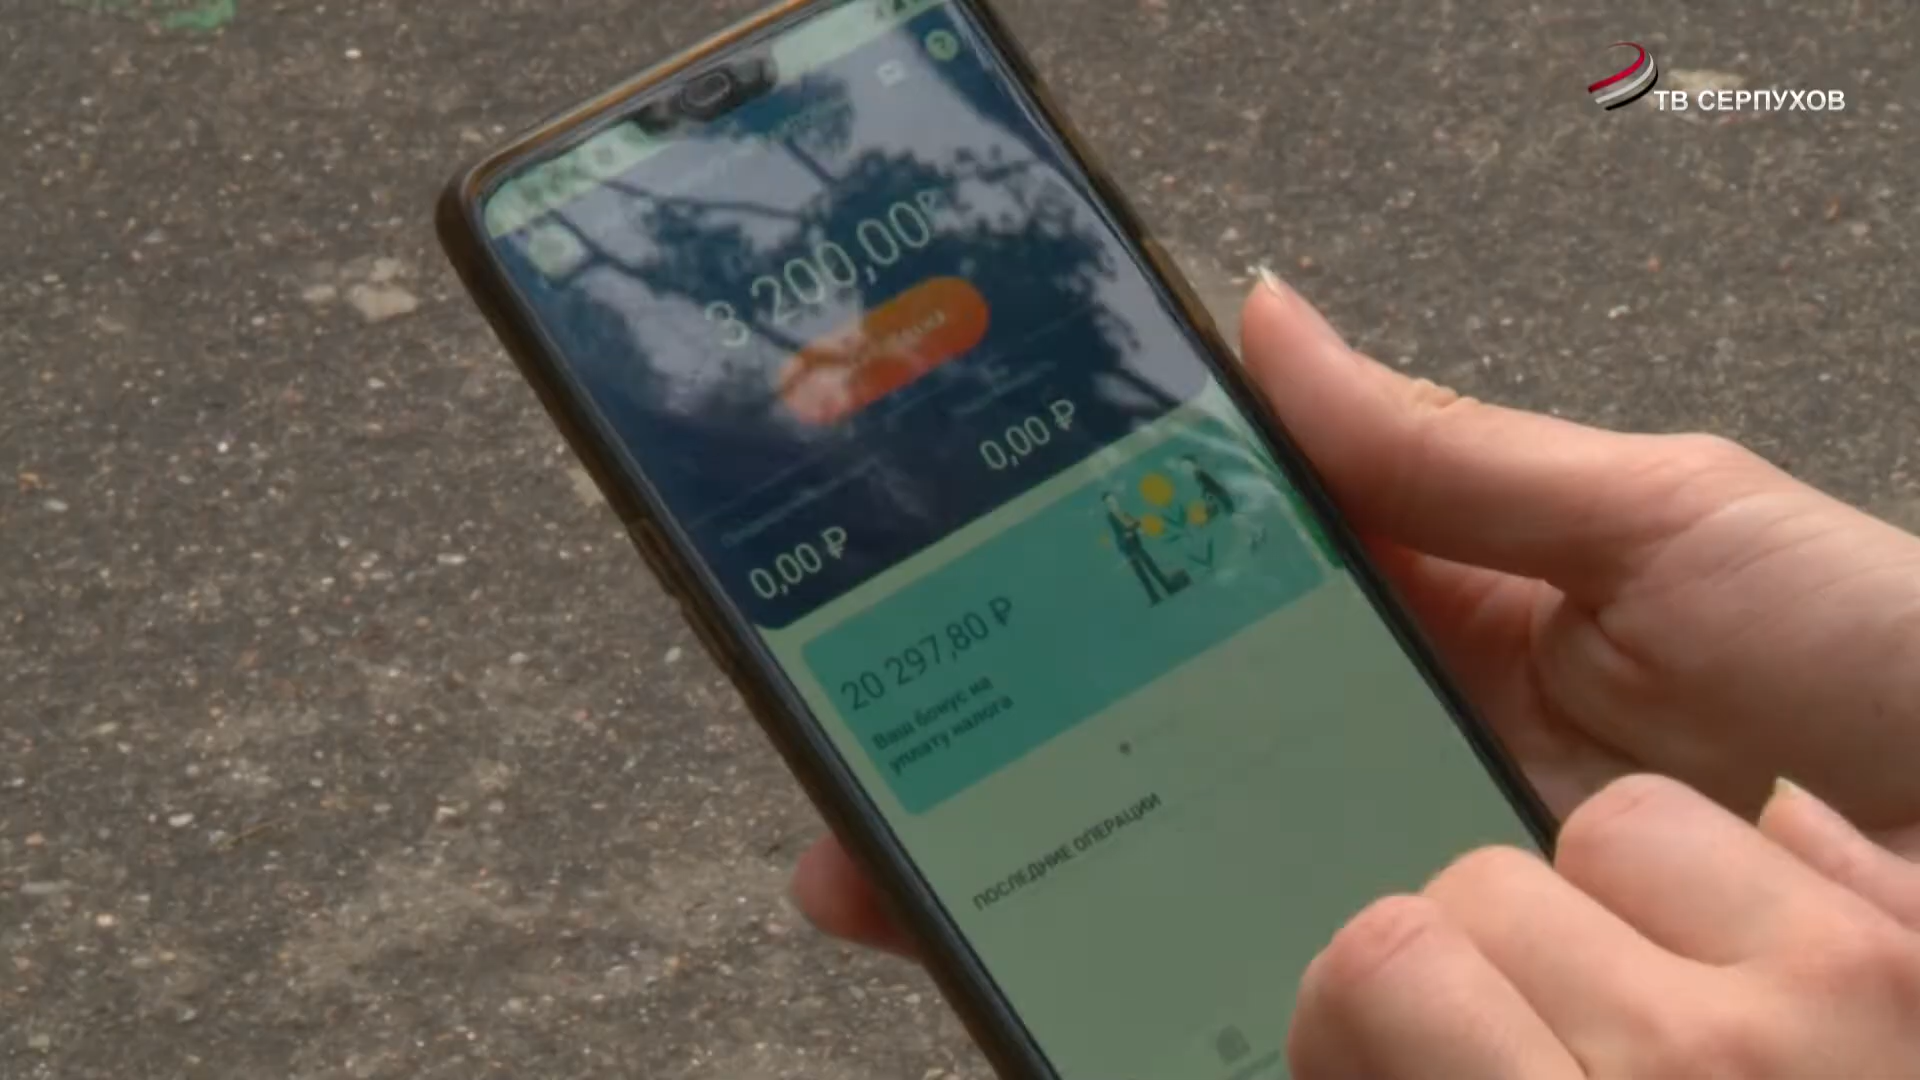 ТВ СЕРПУХОВ
3 200,00 ₽
0,00 ₽
0,00 ₽
20 297,80 ₽
Ваш бонус на
уплату налога
ПОСЛЕДНИЕ ОПЕРАЦИИ